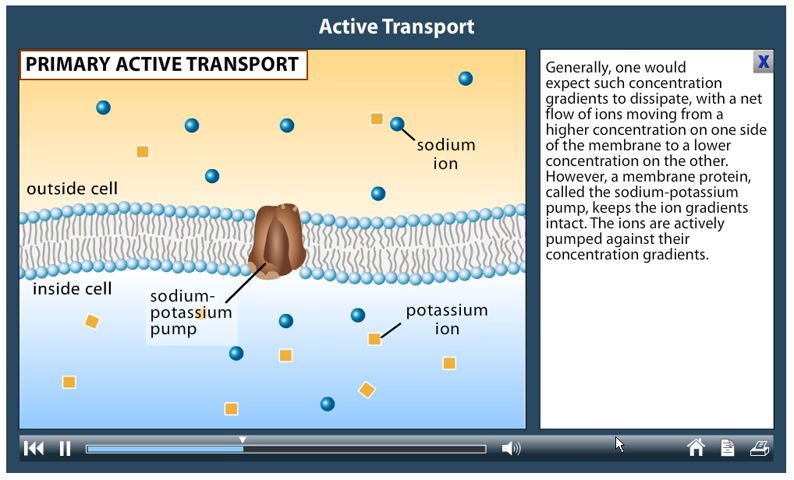 Active Transport
PRIMARY ACTIVE TRANSPORT
sodium
ion
outside cell
inside cell
sodium-
potassium
pump
potassium
ion
X
Generally, one would
expect such concentration
gradients to dissipate, with a net
flow of ions moving from a
higher concentration on one side
of the membrane to a lower
concentration on the other.
However, a membrane protein,
called the sodium-potassium
pump, keeps the ion gradients
intact. The ions are actively
pumped against their
concentration gradients.